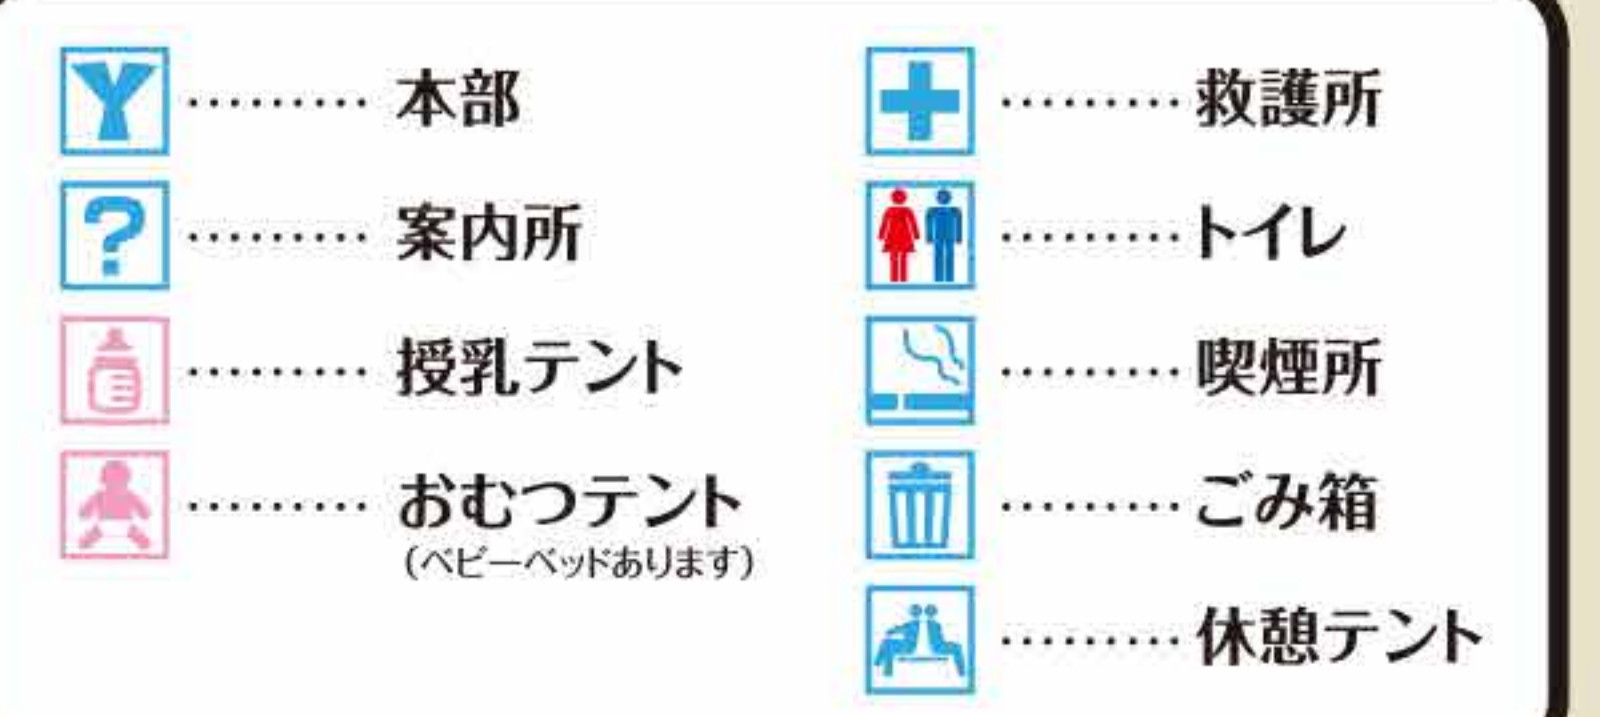 本部
案内所
授乳テント
おむつテント
（ベビーベッドあります）
救護所
トイレ
喫煙所
ごみ箱
休憩テント